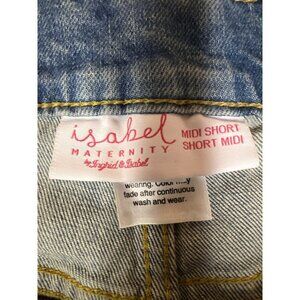 isabel
MATERNITY
by Ingrid & Isabel
MIDI SHORT
SHORT MIDI
wearing. Color may
fade after continuous
wash and wear.